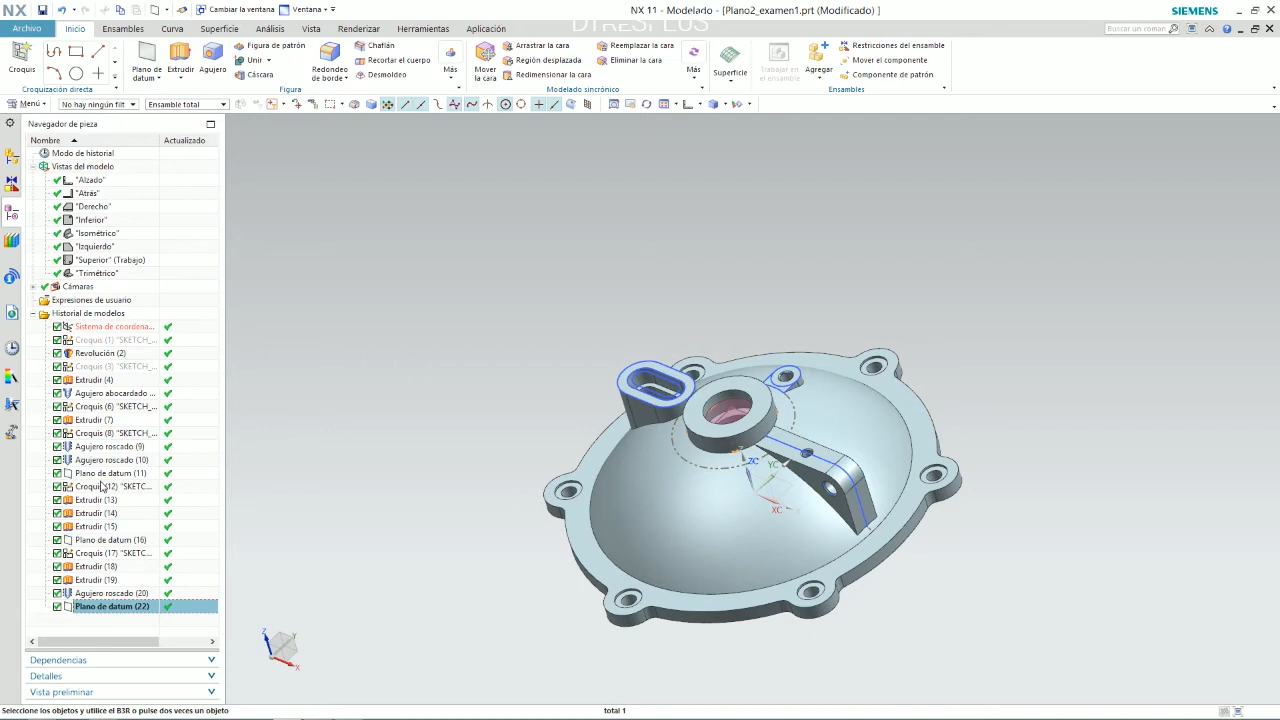 NX
Cambiar la ventana
Ventana
NX 11 - Modelado - [Plano2_examen1.prt (Modificado) ]
SIEMENS
DTRESPLUS
Archivo
Inicio
Ensambles
Curva
Superficie
Análisis
Vista
Renderizar
Herramientas
Aplicación
Buscar un coman
Croquis
Croquización directa
Plano de datum
Extrudir
Agujero
Figura de patrón
Unir
Cáscara
Redondeo de borde
Chaflán
Recortar el cuerpo
Desmoldeo
Más
Figura
Mover la cara
Arrastrar la cara
Región desplazada
Redimensionar la cara
Reemplazar la cara
Eliminar la cara
Más
Modelado sincrónico
Superficie
Trabajar en el ensamble
Agregar
Restricciones del ensamble
Mover el componente
Componente de patrón
Ensambles
Menú
No hay ningún filt
Ensamble total
Navegador de pieza
Nombre
Actualizado
Modo de historial
Vistas del modelo
"Alzado"
"Atrás"
"Derecho"
"Inferior"
"Isométrico"
"Izquierdo"
"Superior" (Trabajo)
"Trimétrico"
Cámaras
Expresiones de usuario
Historial de modelos
Sistema de coordena...
Croquis (1) "SKETCH_...
Revolución (2)
Croquis (3) "SKETCH_...
Extrudir (4)
Agujero abocardado ...
Croquis (6) "SKETCH_...
Extrudir (7)
Croquis (8) "SKETCH_...
Agujero roscado (9)
Agujero roscado (10)
Plano de datum (11)
Croquis (12) "SKETC...
Extrudir (13)
Extrudir (14)
Extrudir (15)
Plano de datum (16)
Croquis (17) "SKETC...
Extrudir (18)
Extrudir (19)
Agujero roscado (20)
Plano de datum (22)
Dependencias
Detalles
Vista preliminar
ZC
YC
XC
Z
Y
X
Seleccione los objetos y utilice el B3R o pulse dos veces un objeto
total 1